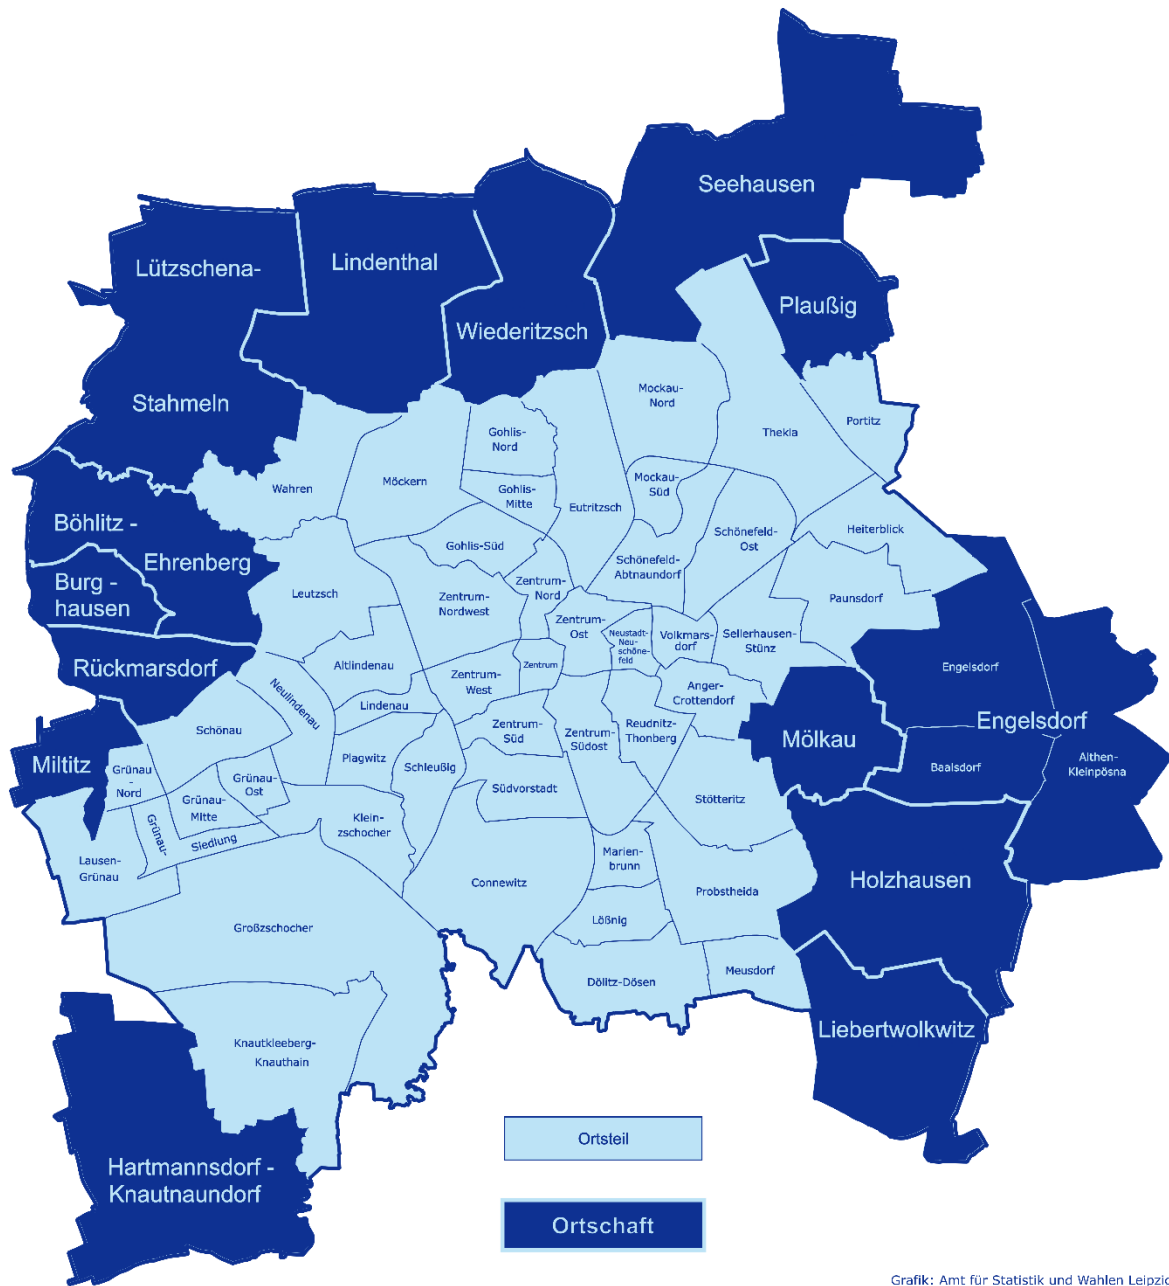 Seehausen
Lützschena-
Lindenthal
Wiederitzsch
Plaußig
Stahmeln
Mockau-
Nord
Portitz
Thekla
Gohlis-
Nord
Wahren
Möckern
Gohlis-
Mitte
Mockau-
Süd
Eutritzsch
Böhlitz -
Ehrenberg
Heiterblick
Schönefeld-
Ost
Gohlis-Süd
Schönefeld-
Abtnaundorf
Burg -
hausen
Leutzsch
Zentrum-
Nordwest
Zentrum-
Nord
Paunsdorf
Zentrum-
Ost
Neustadt-
Neu-
schöne-
feld
Volkmars-
dorf
Sellerhausen-
Stünz
Rückmarsdorf
Altlindenau
Zentrum-
West
Zentrum
Engelsdorf
Neulindenau
Lindenau
Anger-
Crottendorf
Engelsdorf
Schönau
Zentrum-
Süd
Zentrum-
Südost
Reudnitz-
Thonberg
Mölkau
Miltitz
Grünau
-
Nord
Plagwitz
Schleußig
Baalsdorf
Althen-
Kleinpösna
Grünau-
Ost
Grünau-
Mitte
Südvorstadt
Stötteritz
Grünau-
Siedlung
Klein-
zschocher
Lausen-
Grünau
Marien-
brunn
Connewitz
Probstheida
Holzhausen
Großzschocher
Lößnig
Meusdorf
Dölitz-Dösen
Liebertwolkwitz
Knautkleeberg-
Knauthain
Hartmannsdorf -
Knautnaundorf
Ortsteil
Ortschaft
Grafik: Amt für Statistik und Wahlen Leipzig